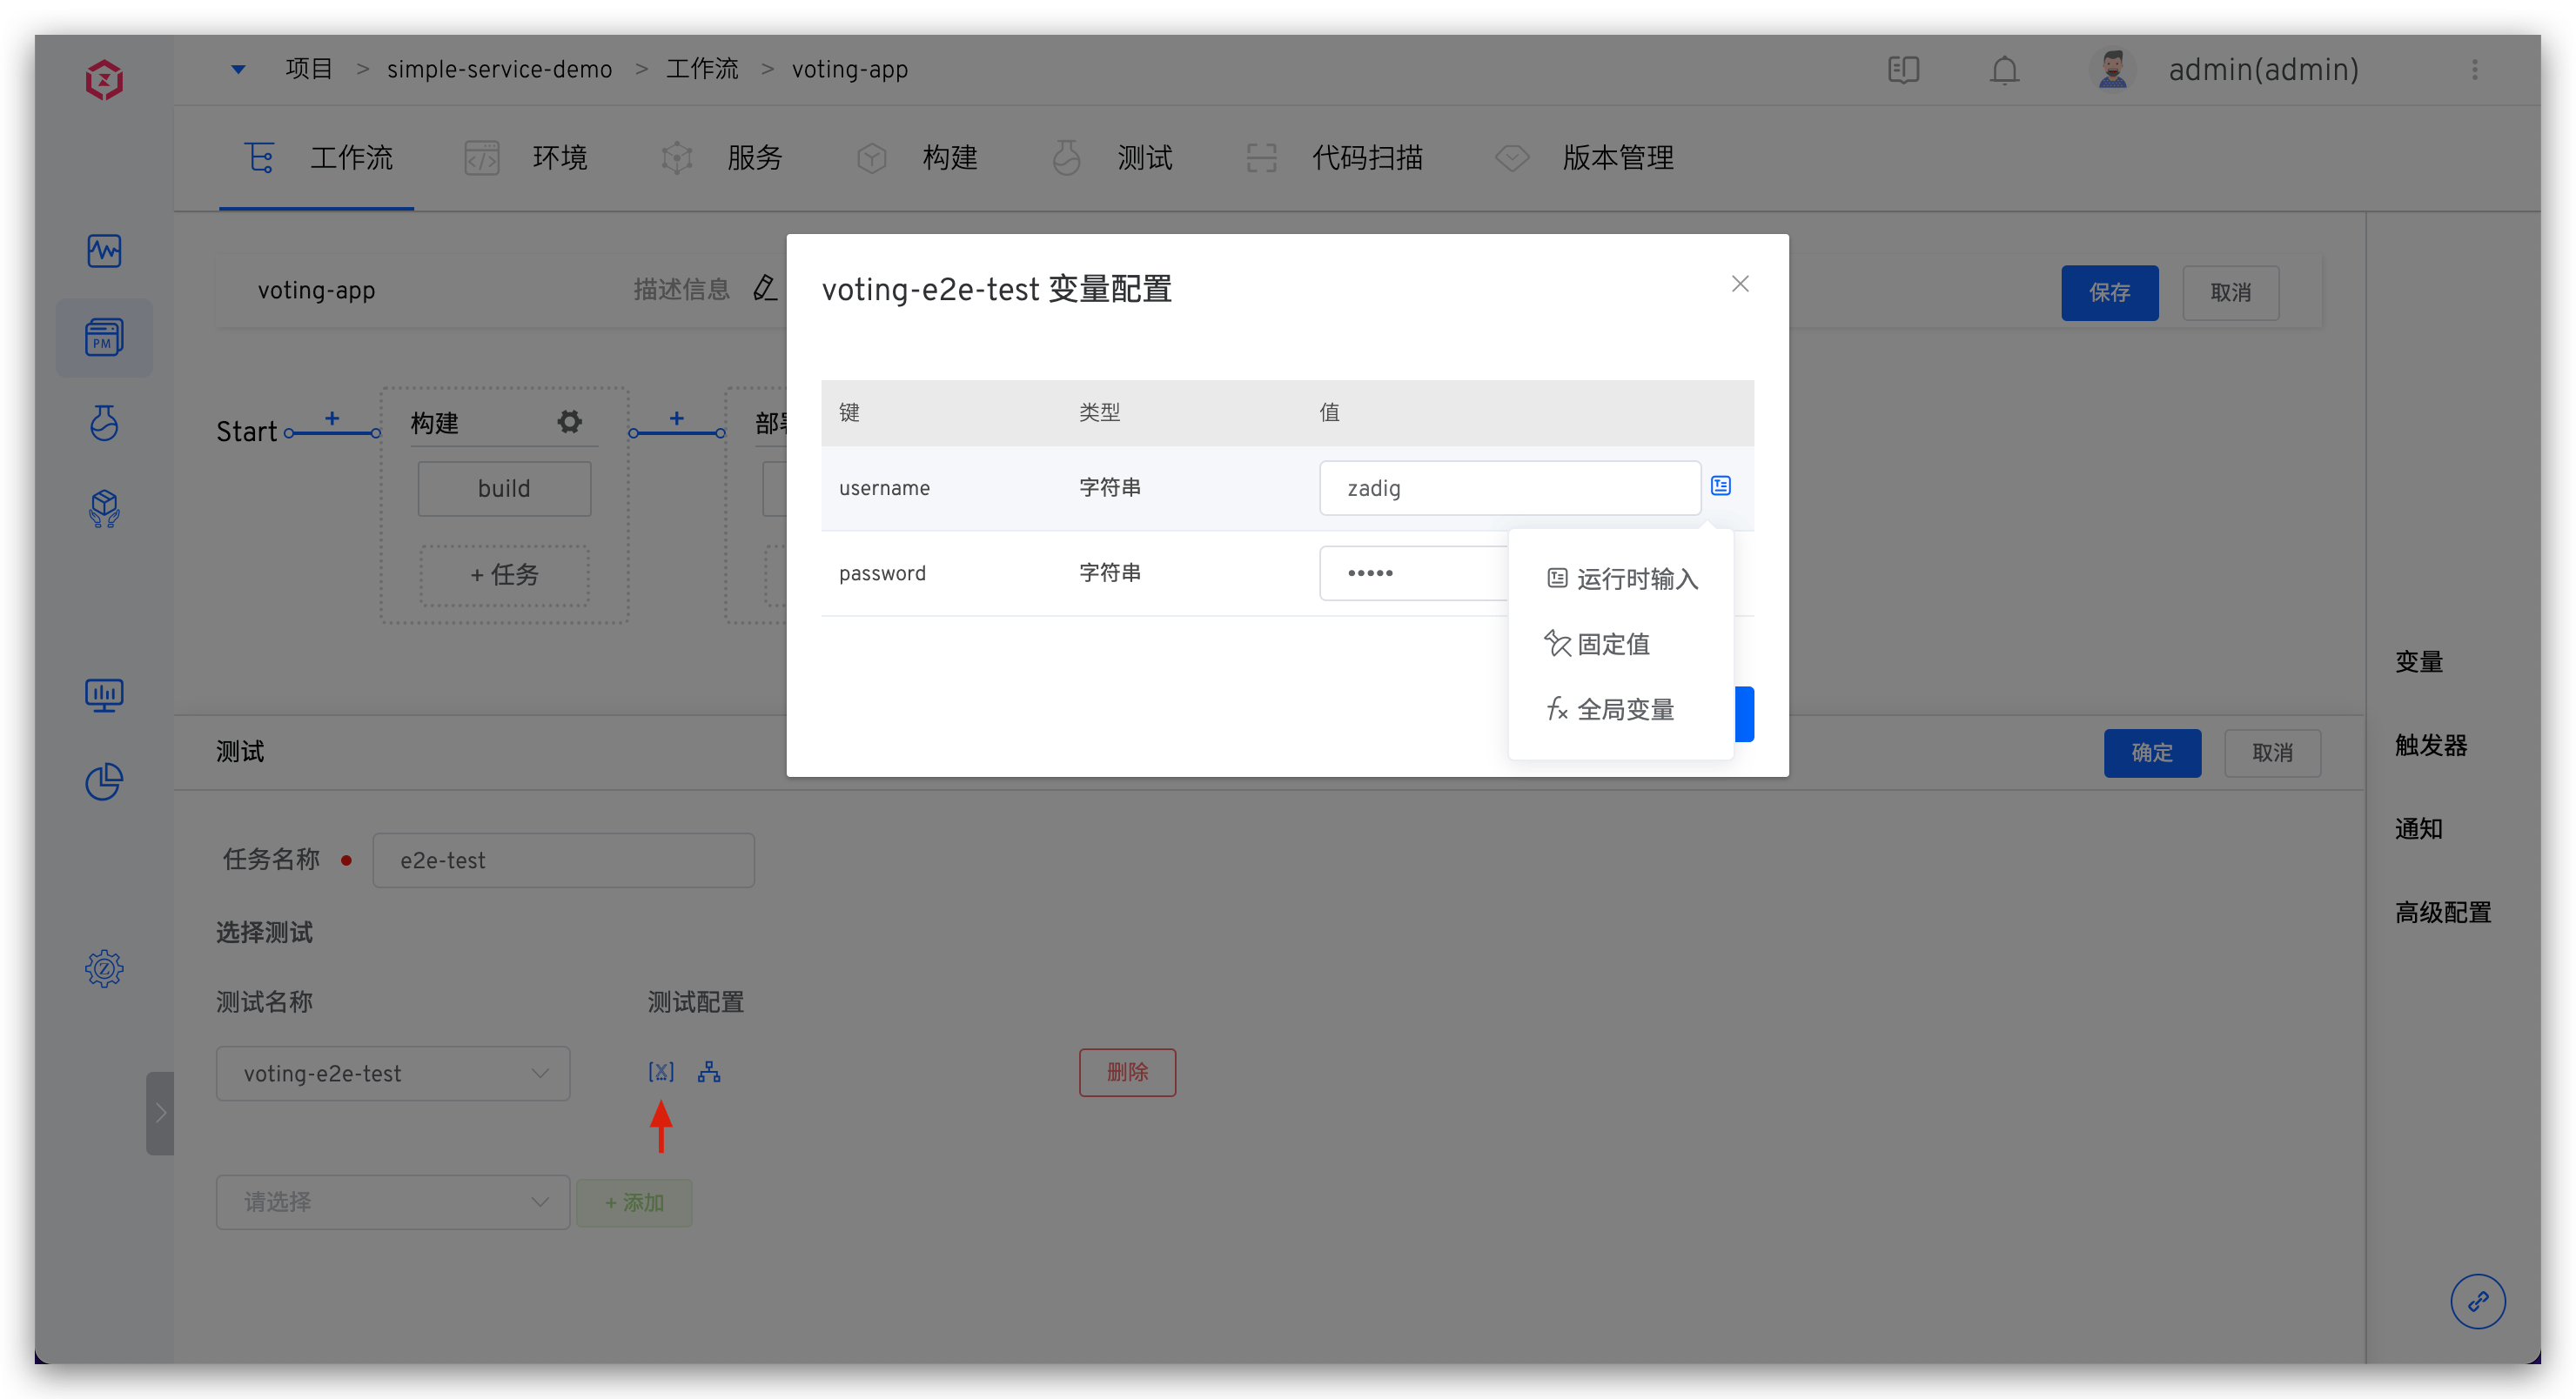 项目 > simple-service-demo > 工作流 > voting-app
admin(admin)
工作流 环境 服务 构建 测试 代码扫描 版本管理
PM
voting-app 描述信息
保存 取消
Start
构建
build
+ 任务
voting-e2e-test 变量配置
键 类型 值
username 字符串 zadig
password 字符串 •••••
运行时输入
固定值
全局变量
变量
触发器
通知
高级配置
测试
确定 取消
任务名称 e2e-test
选择测试
测试名称 测试配置
voting-e2e-test 删除
请选择 + 添加